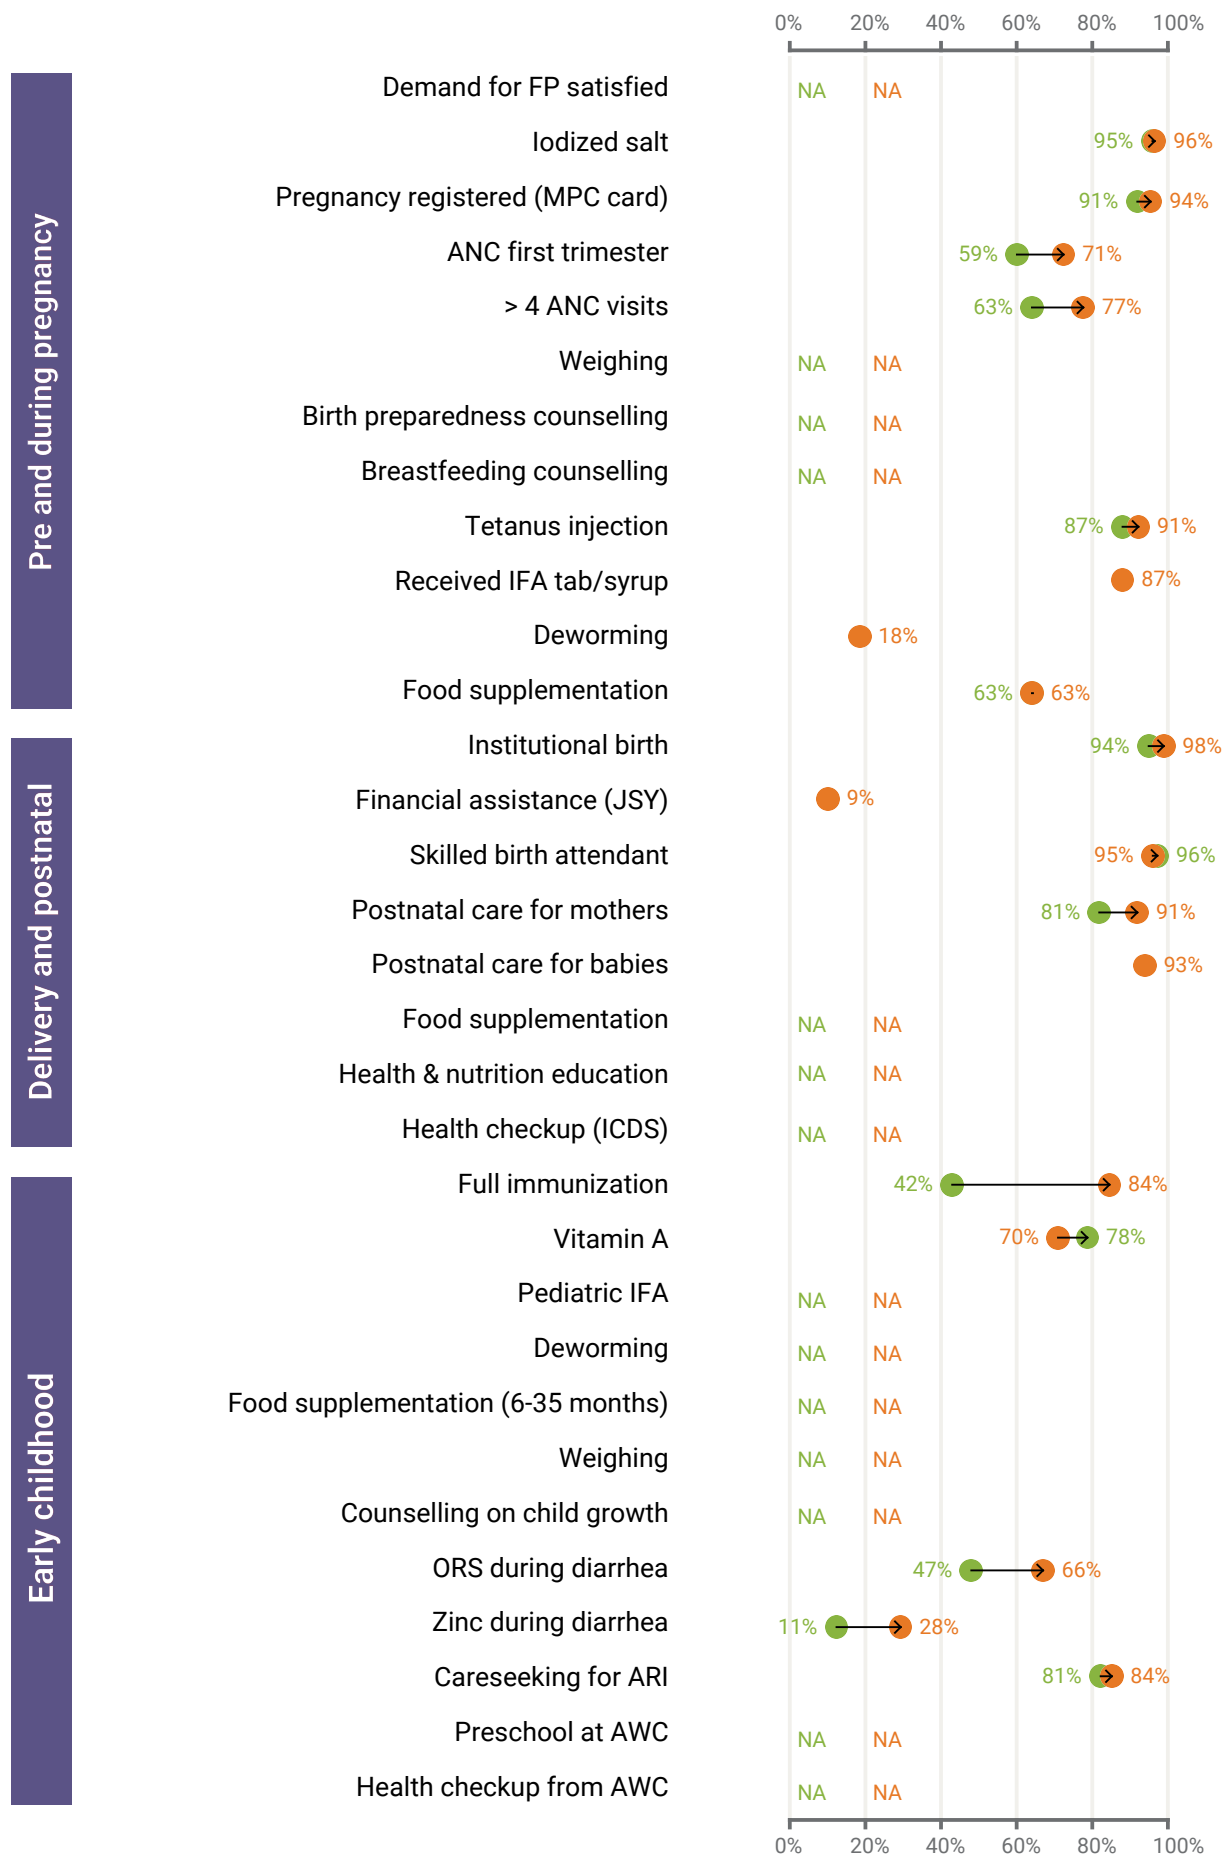 0% 20% 40% 60% 80% 100%
Pre and during pregnancy
Demand for FP satisfied NA NA
Iodized salt 95% 96%
Pregnancy registered (MPC card) 91% 94%
ANC first trimester 59% 71%
> 4 ANC visits 63% 77%
Weighing NA NA
Birth preparedness counselling NA NA
Breastfeeding counselling NA NA
Tetanus injection 87% 91%
Received IFA tab/syrup 87%
Deworming 18%
Food supplementation 63% 63%
Delivery and postnatal
Institutional birth 94% 98%
Financial assistance (JSY) 9%
Skilled birth attendant 95% 96%
Postnatal care for mothers 81% 91%
Postnatal care for babies 93%
Food supplementation NA NA
Health & nutrition education NA NA
Health checkup (ICDS) NA NA
Early childhood
Full immunization 42% 84%
Vitamin A 70% 78%
Pediatric IFA NA NA
Deworming NA NA
Food supplementation (6-35 months) NA NA
Weighing NA NA
Counselling on child growth NA NA
ORS during diarrhea 47% 66%
Zinc during diarrhea 11% 28%
Careseeking for ARI 81% 84%
Preschool at AWC NA NA
Health checkup from AWC NA NA
0% 20% 40% 60% 80% 100%